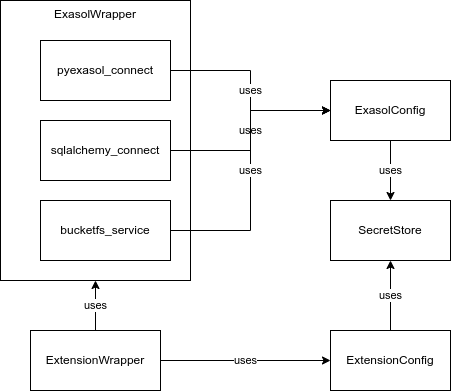 ExasolWrapper
pyexasol_connect
uses
ExasolConfig
uses
sqlalchemy_connect
uses
uses
bucketfs_service
SecretStore
uses
uses
ExtensionWrapper
uses
ExtensionConfig